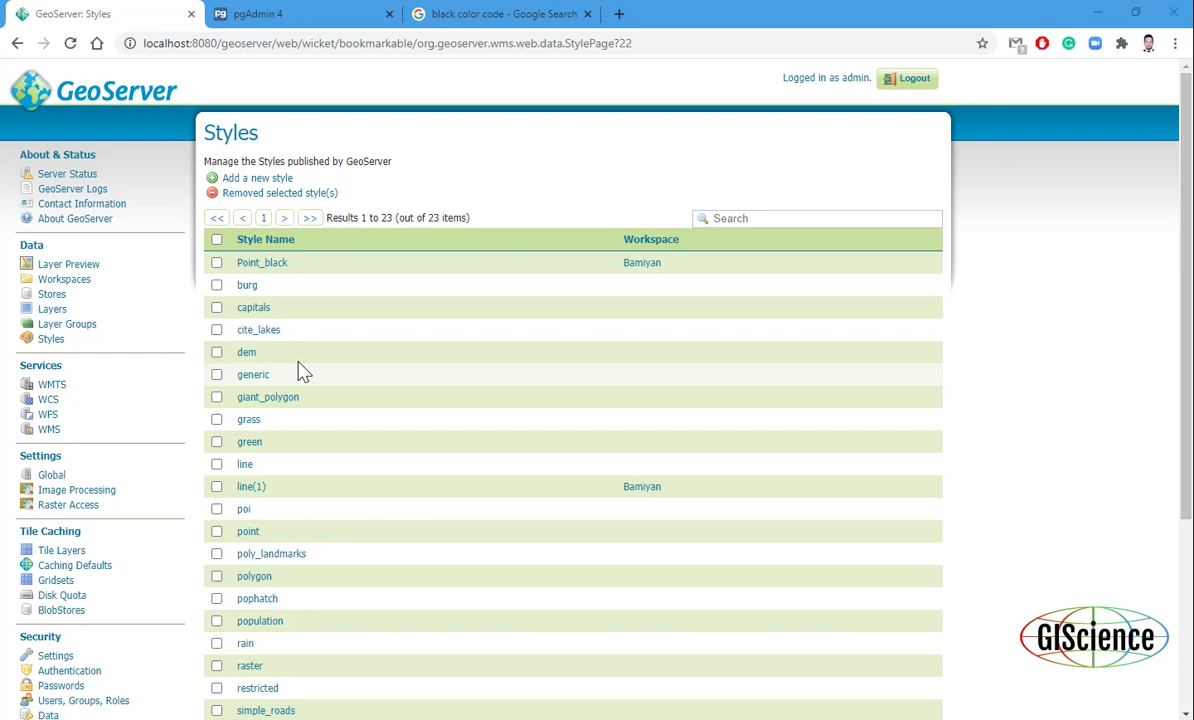 GeoServer: Styles
pgAdmin 4
black color code - Google Search
localhost:8080/geoserver/web/wicket/bookmarkable/org.geoserver.wms.web.data.StylePage?22
GeoServer
Logged in as admin.
Logout
About & Status
Server Status
GeoServer Logs
Contact Information
About GeoServer
Data
Layer Preview
Workspaces
Stores
Layers
Layer Groups
Styles
Services
WMTS
WCS
WFS
WMS
Settings
Global
Image Processing
Raster Access
Tile Caching
Tile Layers
Caching Defaults
Gridsets
Disk Quota
BlobStores
Security
Settings
Authentication
Passwords
Users, Groups, Roles
Data
Styles
Manage the Styles published by GeoServer
Add a new style
Removed selected style(s)
<< < 1 > >> Results 1 to 23 (out of 23 items)
Search
Style Name Workspace
Point_black Bamiyan
burg
capitals
cite_lakes
dem
generic
giant_polygon
grass
green
line
line(1) Bamiyan
poi
point
poly_landmarks
polygon
pophatch
population
rain
raster
restricted
simple_roads
GIScience